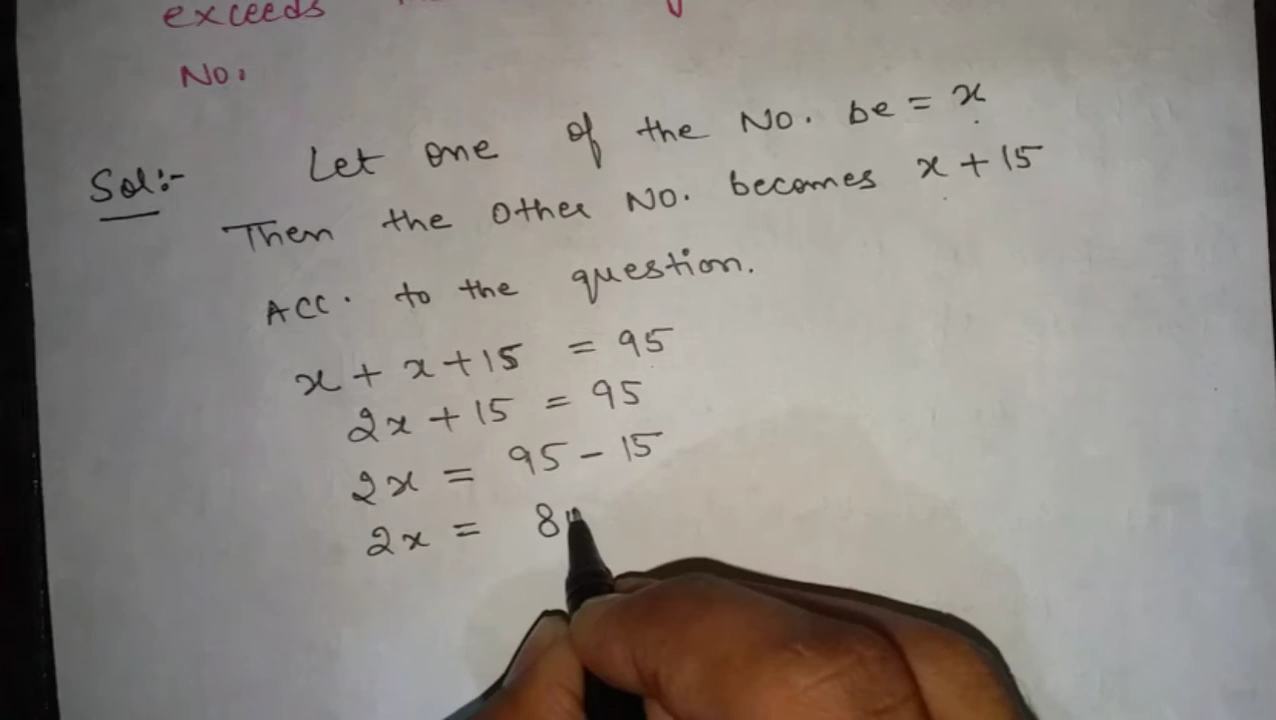 exceeds
No.
Sol:- Let one of the No. be = x
Then the other No. becomes x + 15
Acc. to the question.
x + x + 15 = 95
2x + 15 = 95
2x = 95 - 15
2x = 8